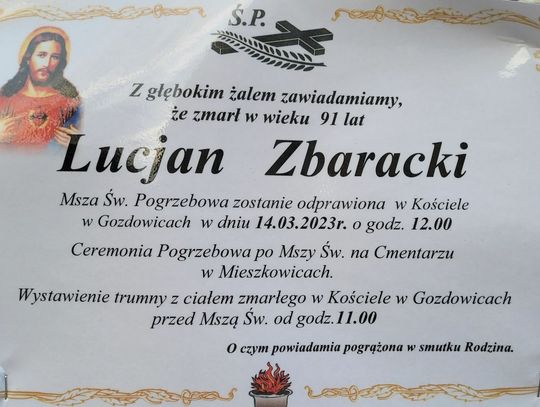 Ś.P.
Z głębokim żalem zawiadamiamy,
że zmarł w wieku 91 lat
Lucjan Zbaracki
Msza Św. Pogrzebowa zostanie odprawiona w Kościele
w Gozdowicach w dniu 14.03.2023r. o godz. 12.00
Ceremonia Pogrzebowa po Mszy Św. na Cmentarzu
w Mieszkowicach.
Wystawienie trumny z ciałem zmarłego w Kościele w Gozdowicach
przed Mszą Św. od godz.11.00
O czym powiadamia pogrążona w smutku Rodzina.